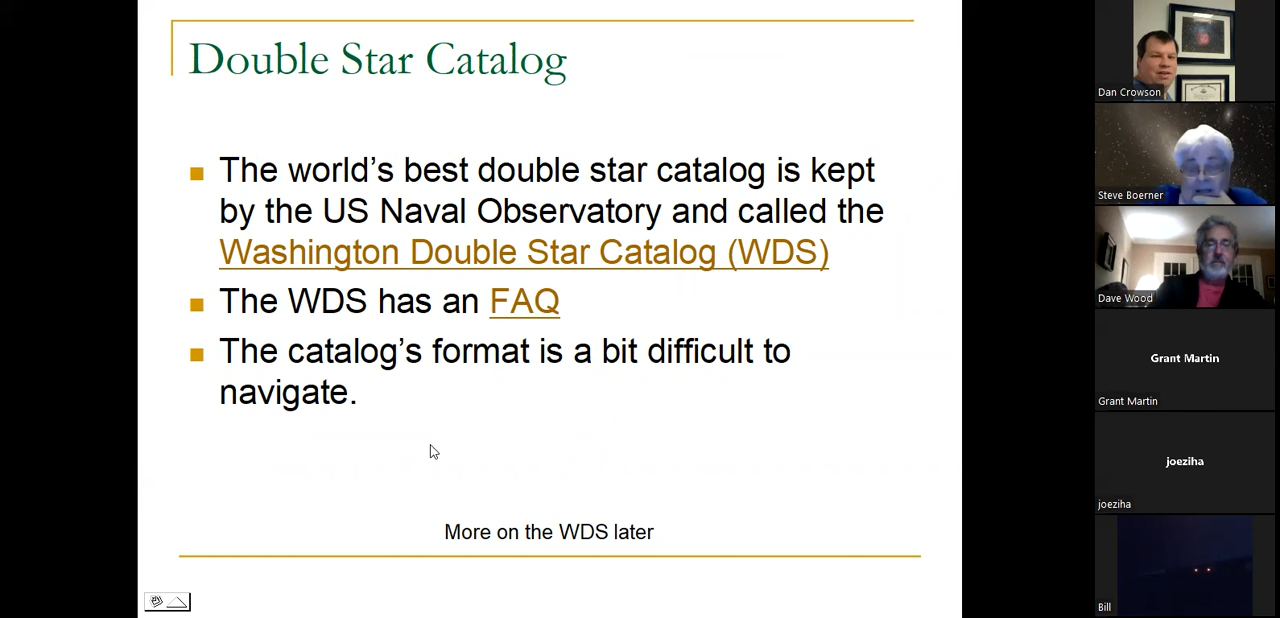 Double Star Catalog
The world’s best double star catalog is kept
by the US Naval Observatory and called the
Washington Double Star Catalog (WDS)
The WDS has an FAQ
The catalog’s format is a bit difficult to
navigate.
More on the WDS later
Dan Crowson
Steve Boerner
Dave Wood
Grant Martin
Grant Martin
joeziha
joeziha
Bill